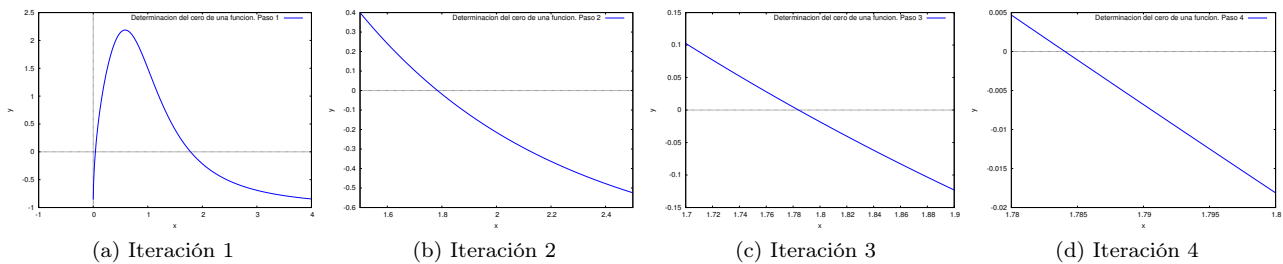 Determinacion del cero de una funcion. Paso 1
2.5
2
1.5
1
0.5
0
-0.5
-1
y
-1 0 1 2 3 4
x
(a) Iteración 1
Determinacion del cero de una funcion. Paso 2
0.4
0.3
0.2
0.1
0
-0.1
-0.2
-0.3
-0.4
-0.5
-0.6
y
1.6 1.8 2 2.2 2.4
x
(b) Iteración 2
Determinacion del cero de una funcion. Paso 3
0.15
0.1
0.05
0
-0.05
-0.1
-0.15
y
1.7 1.72 1.74 1.76 1.78 1.8 1.82 1.84 1.86 1.88 1.9
x
(c) Iteración 3
Determinacion del cero de una funcion. Paso 4
0.005
0
-0.005
-0.01
-0.015
-0.02
y
1.78 1.785 1.79 1.795 1.8
x
(d) Iteración 4